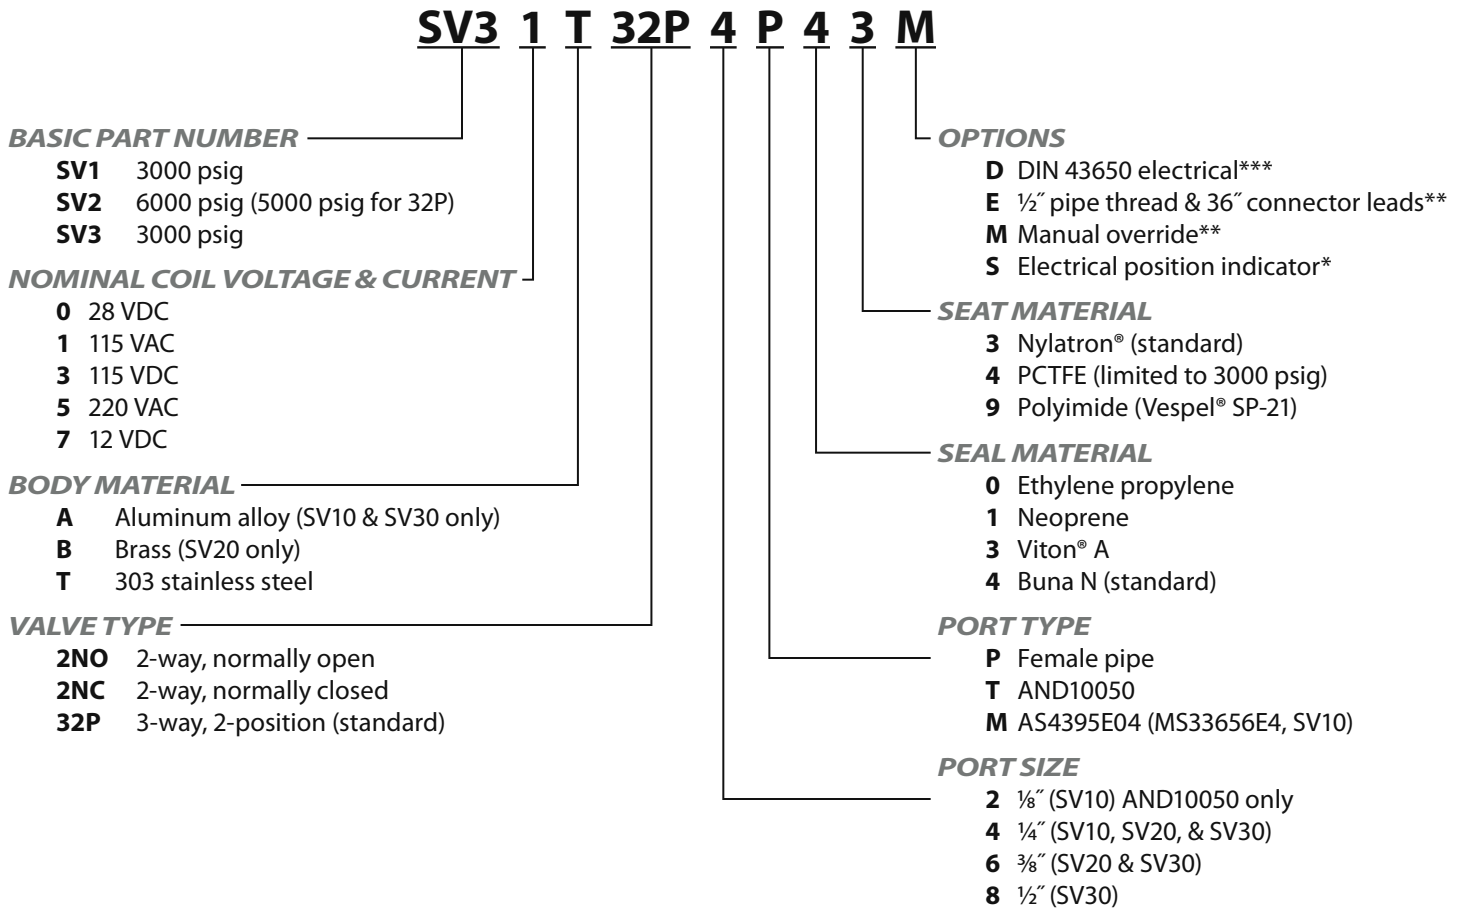 SV3 1 T 32P 4 P 4 3 M
BASIC PART NUMBER
SV1 3000 psig
SV2 6000 psig (5000 psig for 32P)
SV3 3000 psig
NOMINAL COIL VOLTAGE & CURRENT
0 28 VDC
1 115 VAC
3 115 VDC
5 220 VAC
7 12 VDC
BODY MATERIAL
A Aluminum alloy (SV10 & SV30 only)
B Brass (SV20 only)
T 303 stainless steel
VALVE TYPE
2NO 2-way, normally open
2NC 2-way, normally closed
32P 3-way, 2-position (standard)
OPTIONS
D DIN 43650 electrical***
E ½˝ pipe thread & 36˝ connector leads**
M Manual override**
S Electrical position indicator*
SEAT MATERIAL
3 Nylatron® (standard)
4 PCTFE (limited to 3000 psig)
9 Polyimide (Vespel® SP-21)
SEAL MATERIAL
0 Ethylene propylene
1 Neoprene
3 Viton® A
4 Buna N (standard)
PORT TYPE
P Female pipe
T AND10050
M AS4395E04 (MS33656E4, SV10)
PORT SIZE
2 ⅛˝ (SV10) AND10050 only
4 ¼˝ (SV10, SV20, & SV30)
6 ⅜˝ (SV20 & SV30)
8 ½˝ (SV30)